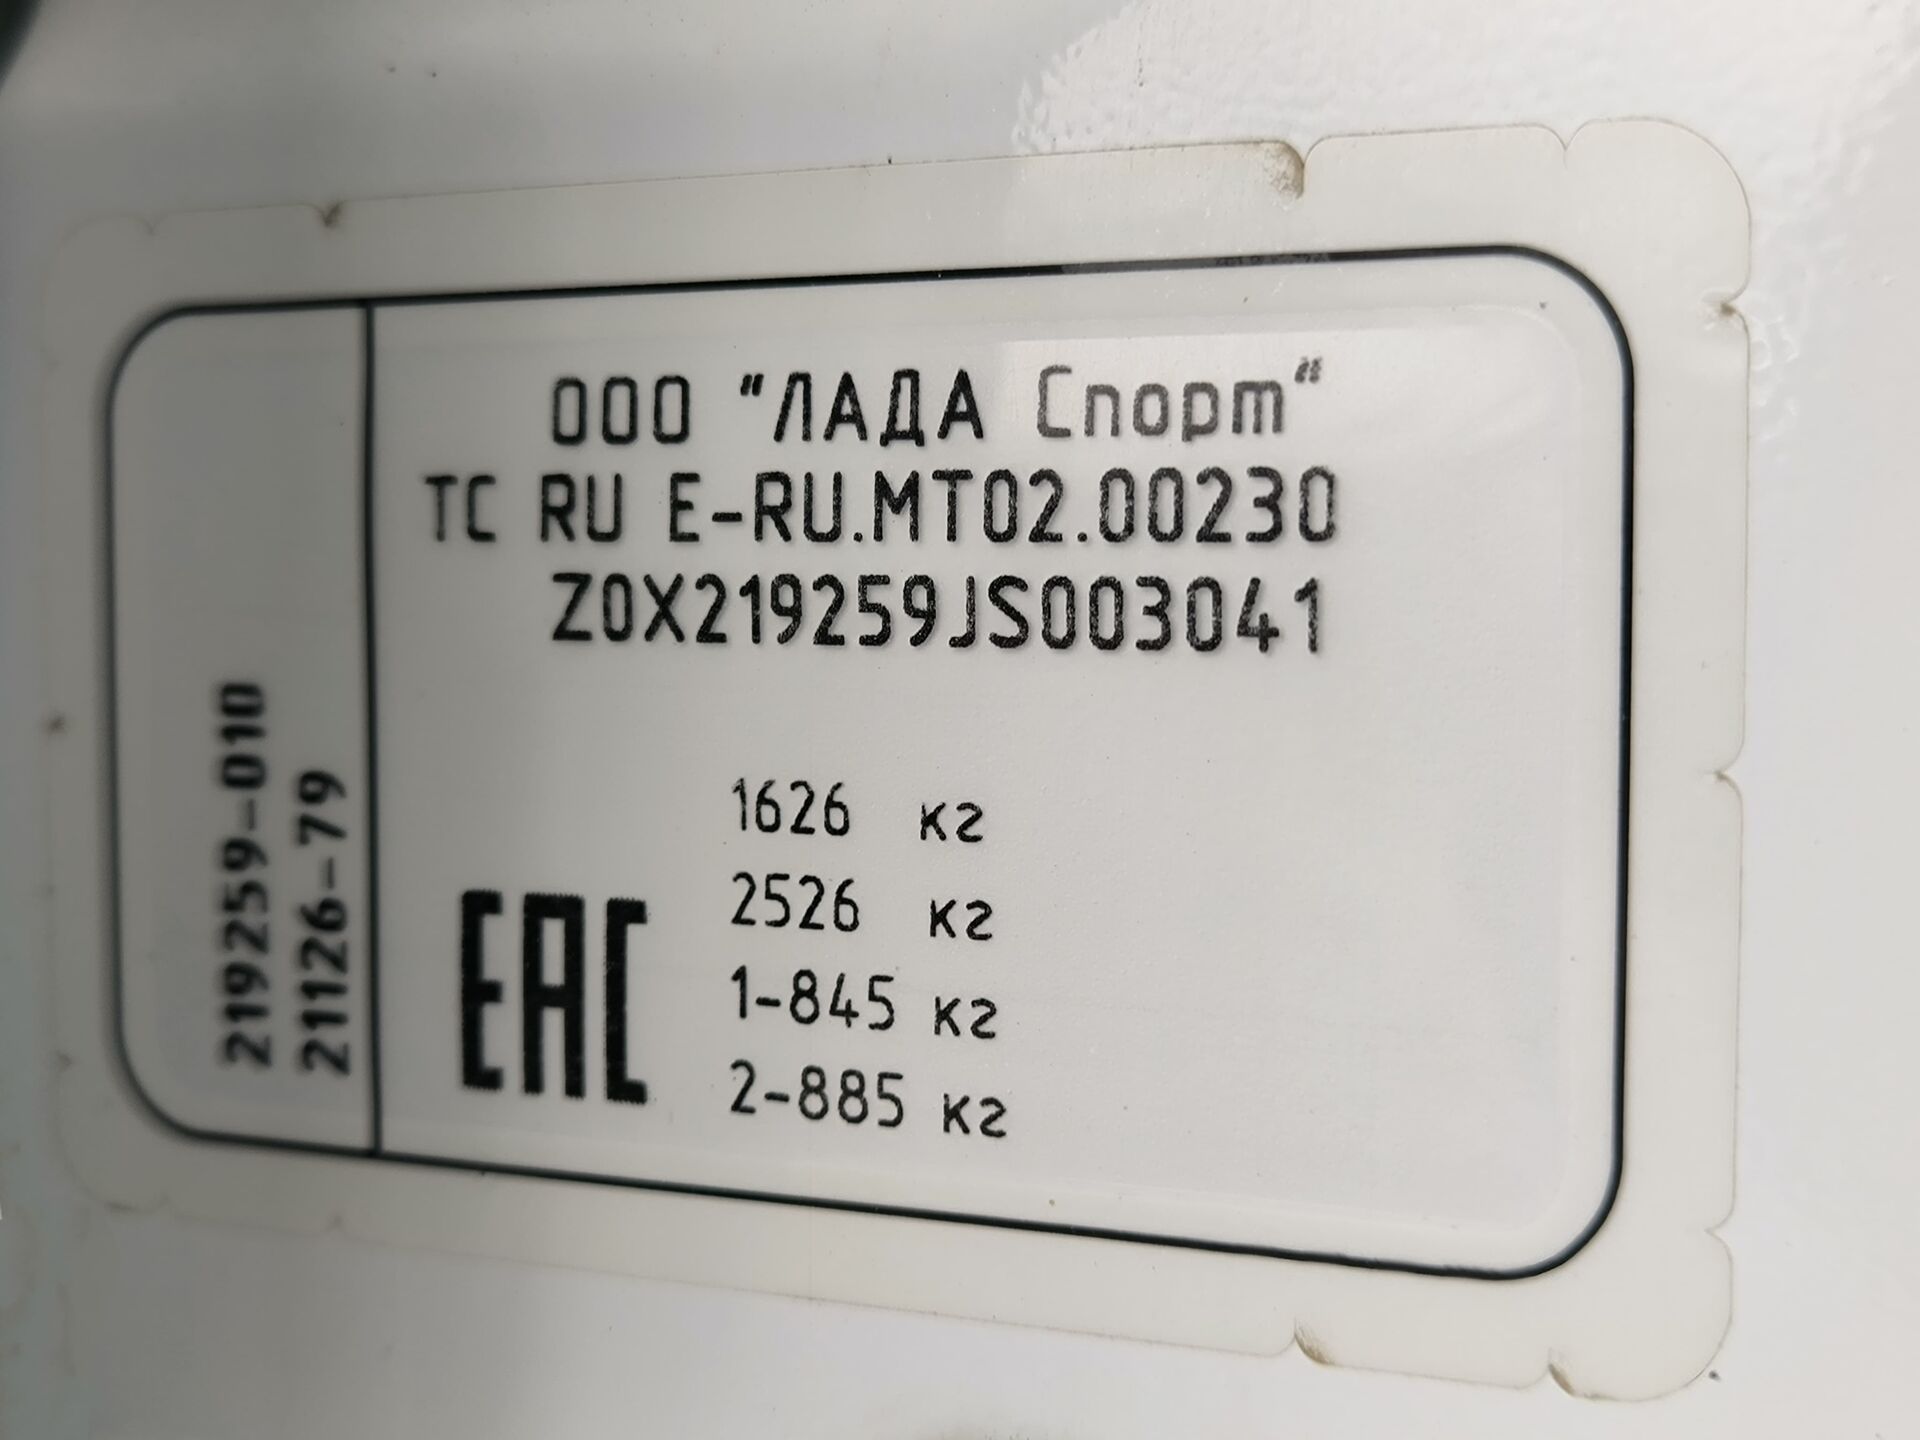 ООО "ЛАДА Спорт"
ТС RU E-RU.MT02.00230
Z0X219259JS003041
1626 кг
2526 кг
1-845 кг
2-885 кг
EAC
219259-010
21126-79